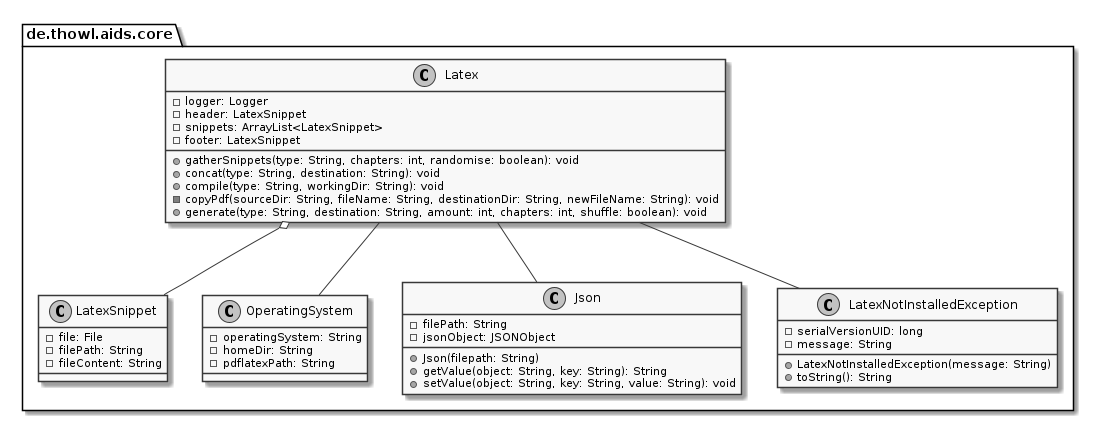 de.thowl.aids.core
C Latex
logger: Logger
header: LatexSnippet
snippets: ArrayList<LatexSnippet>
footer: LatexSnippet
gatherSnippets(type: String, chapters: int, randomise: boolean): void
concat(type: String, destination: String): void
compile(type: String, workingDir: String): void
copyPdf(sourceDir: String, fileName: String, destinationDir: String, newFileName: String): void
generate(type: String, destination: String, amount: int, chapters: int, shuffle: boolean): void
C LatexSnippet
file: File
filePath: String
fileContent: String
C OperatingSystem
operatingSystem: String
homeDir: String
pdflatexPath: String
C Json
filePath: String
jsonObject: JSONObject
Json(filepath: String)
getValue(object: String, key: String): String
setValue(object: String, key: String, value: String): void
C LatexNotInstalledException
serialVersionUID: long
message: String
LatexNotInstalledException(message: String)
toString(): String